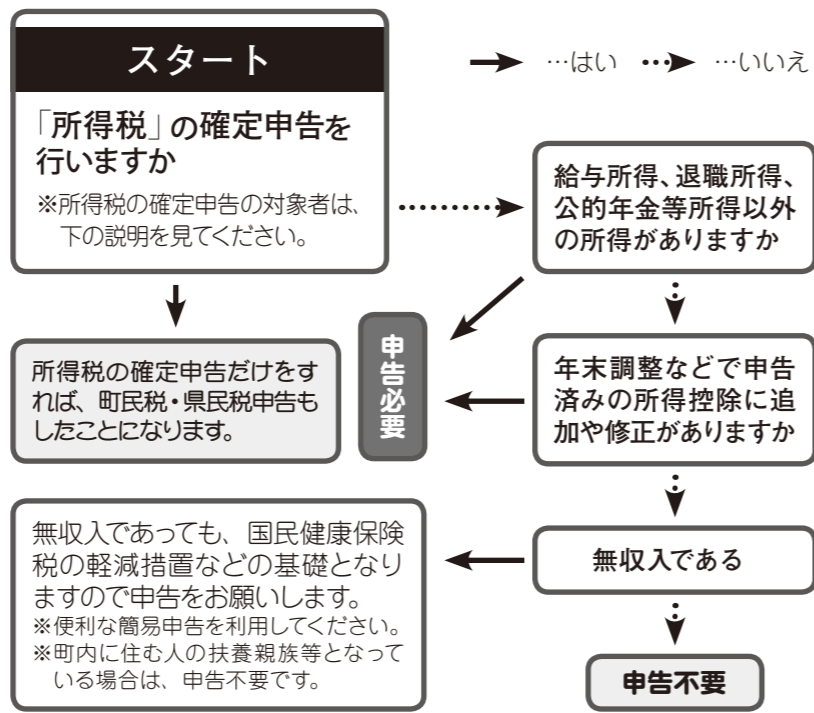 スタート
…はい
…いいえ
「所得税」の確定申告を
行いますか
※所得税の確定申告の対象者は、
下の説明を見てください。
給与所得、退職所得、
公的年金等所得以外
の所得がありますか
所得税の確定申告だけをす
れば、町民税・県民税申告も
したことになります。
申告必要
年末調整などで申告
済みの所得控除に追
加や修正がありますか
無収入であっても、国民健康保険
税の軽減措置などの基礎となり
ますので申告をお願いします。
※便利な簡易申告を利用してください。
※町内に住む人の扶養親族等となって
いる場合は、申告不要です。
無収入である
申告不要